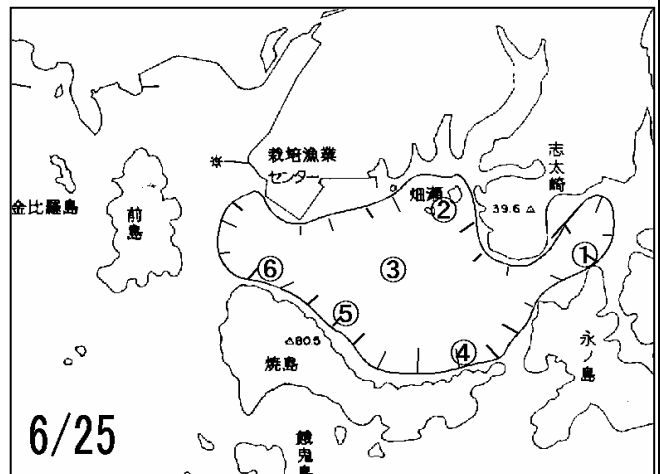 栽培漁業
センター
志太崎
畑瀬
39.6
金比羅島
前島
①
②
③
④
⑤
⑥
80.5
焼島
永ノ島
餓鬼島
6/25